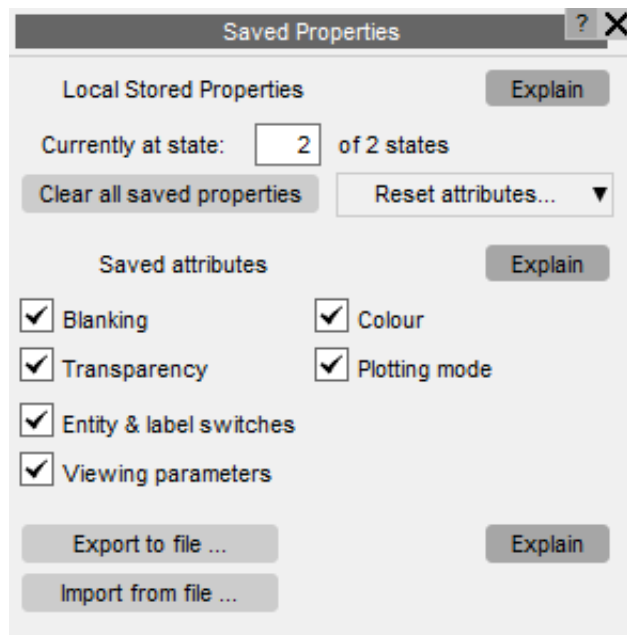 Saved Properties ?
Local Stored Properties Explain
Currently at state: 2 of 2 states
Clear all saved properties Reset attributes...
Saved attributes Explain
Blanking Colour
Transparency Plotting mode
Entity & label switches
Viewing parameters
Export to file ... Explain
Import from file ...